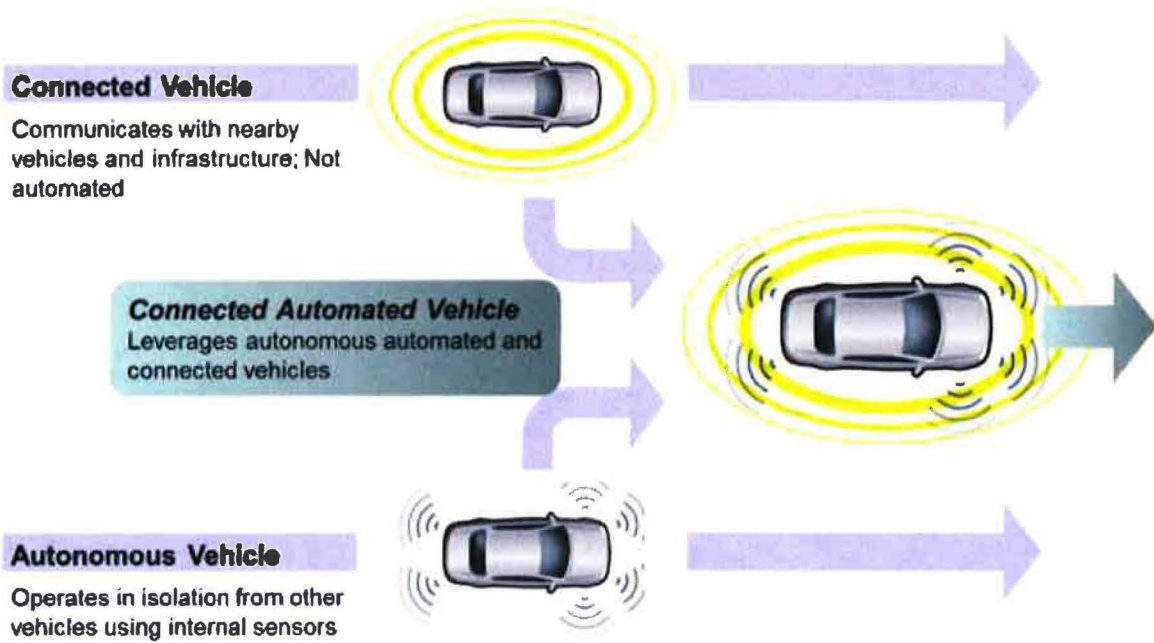 Connected Vehicle
Communicates with nearby
vehicles and infrastructure; Not
automated
Connected Automated Vehicle
Leverages autonomous automated and
connected vehicles
Autonomous Vehicle
Operates in isolation from other
vehicles using internal sensors